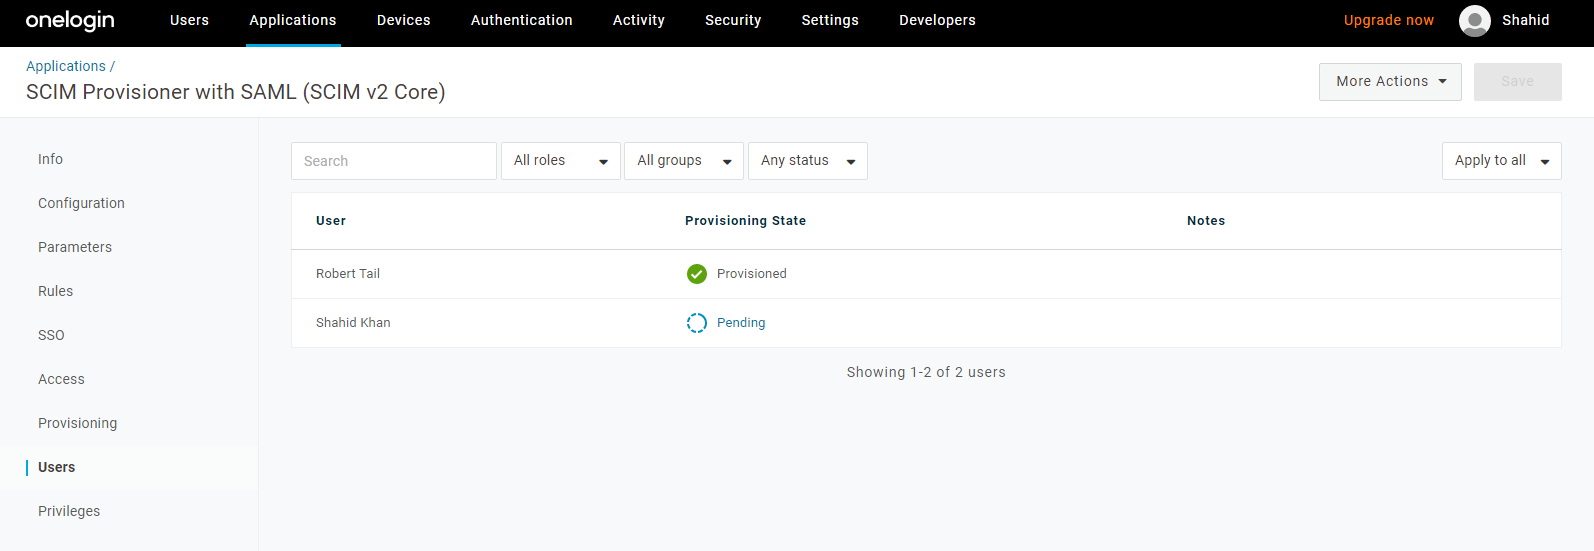 onelogin Users Applications Devices Authentication Activity Security Settings Developers Upgrade now Shahid
Applications /
SCIM Provisioner with SAML (SCIM v2 Core)
More Actions Save
Info
Configuration
Parameters
Rules
SSO
Access
Provisioning
Users
Privileges
Search All roles All groups Any status Apply to all
User Provisioning State Notes
Robert Tail Provisioned
Shahid Khan Pending
Showing 1-2 of 2 users